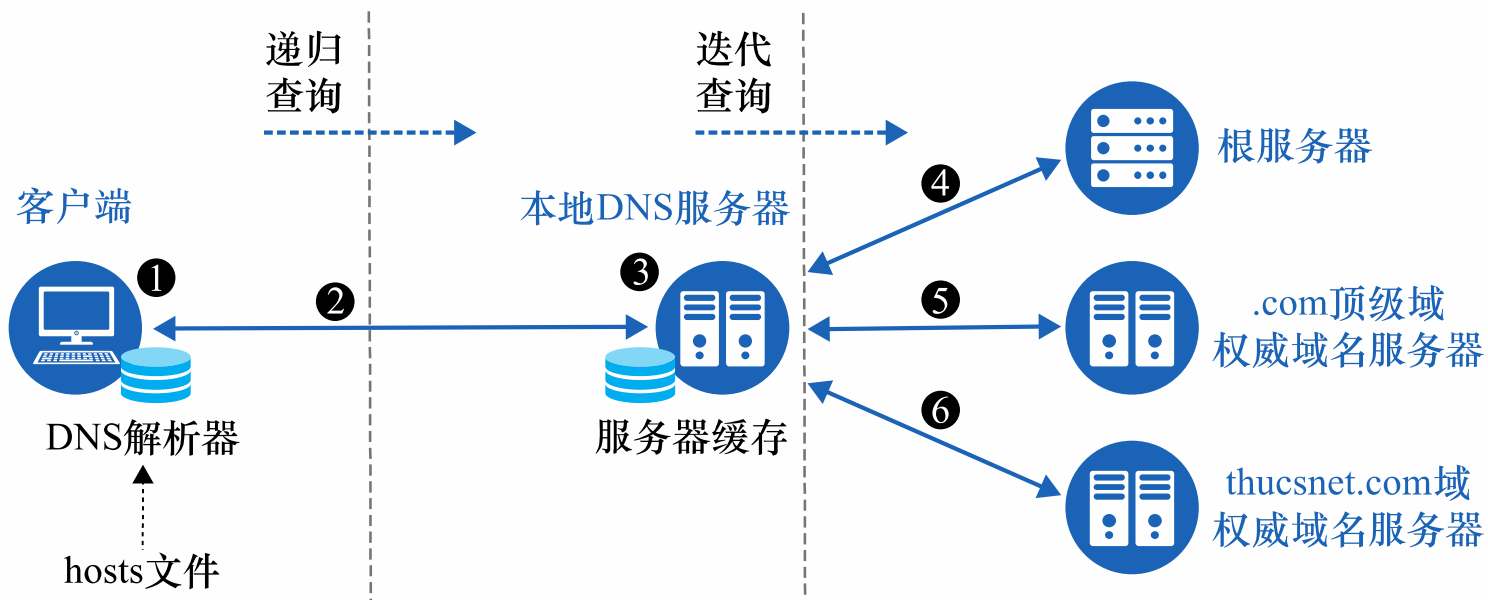 递归
查询
迭代
查询
根服务器
❹
客户端
本地DNS服务器
❶
❷
❸
❺
.com顶级域
权威域名服务器
❻
DNS解析器
服务器缓存
thucsnet.com域
权威域名服务器
hosts文件